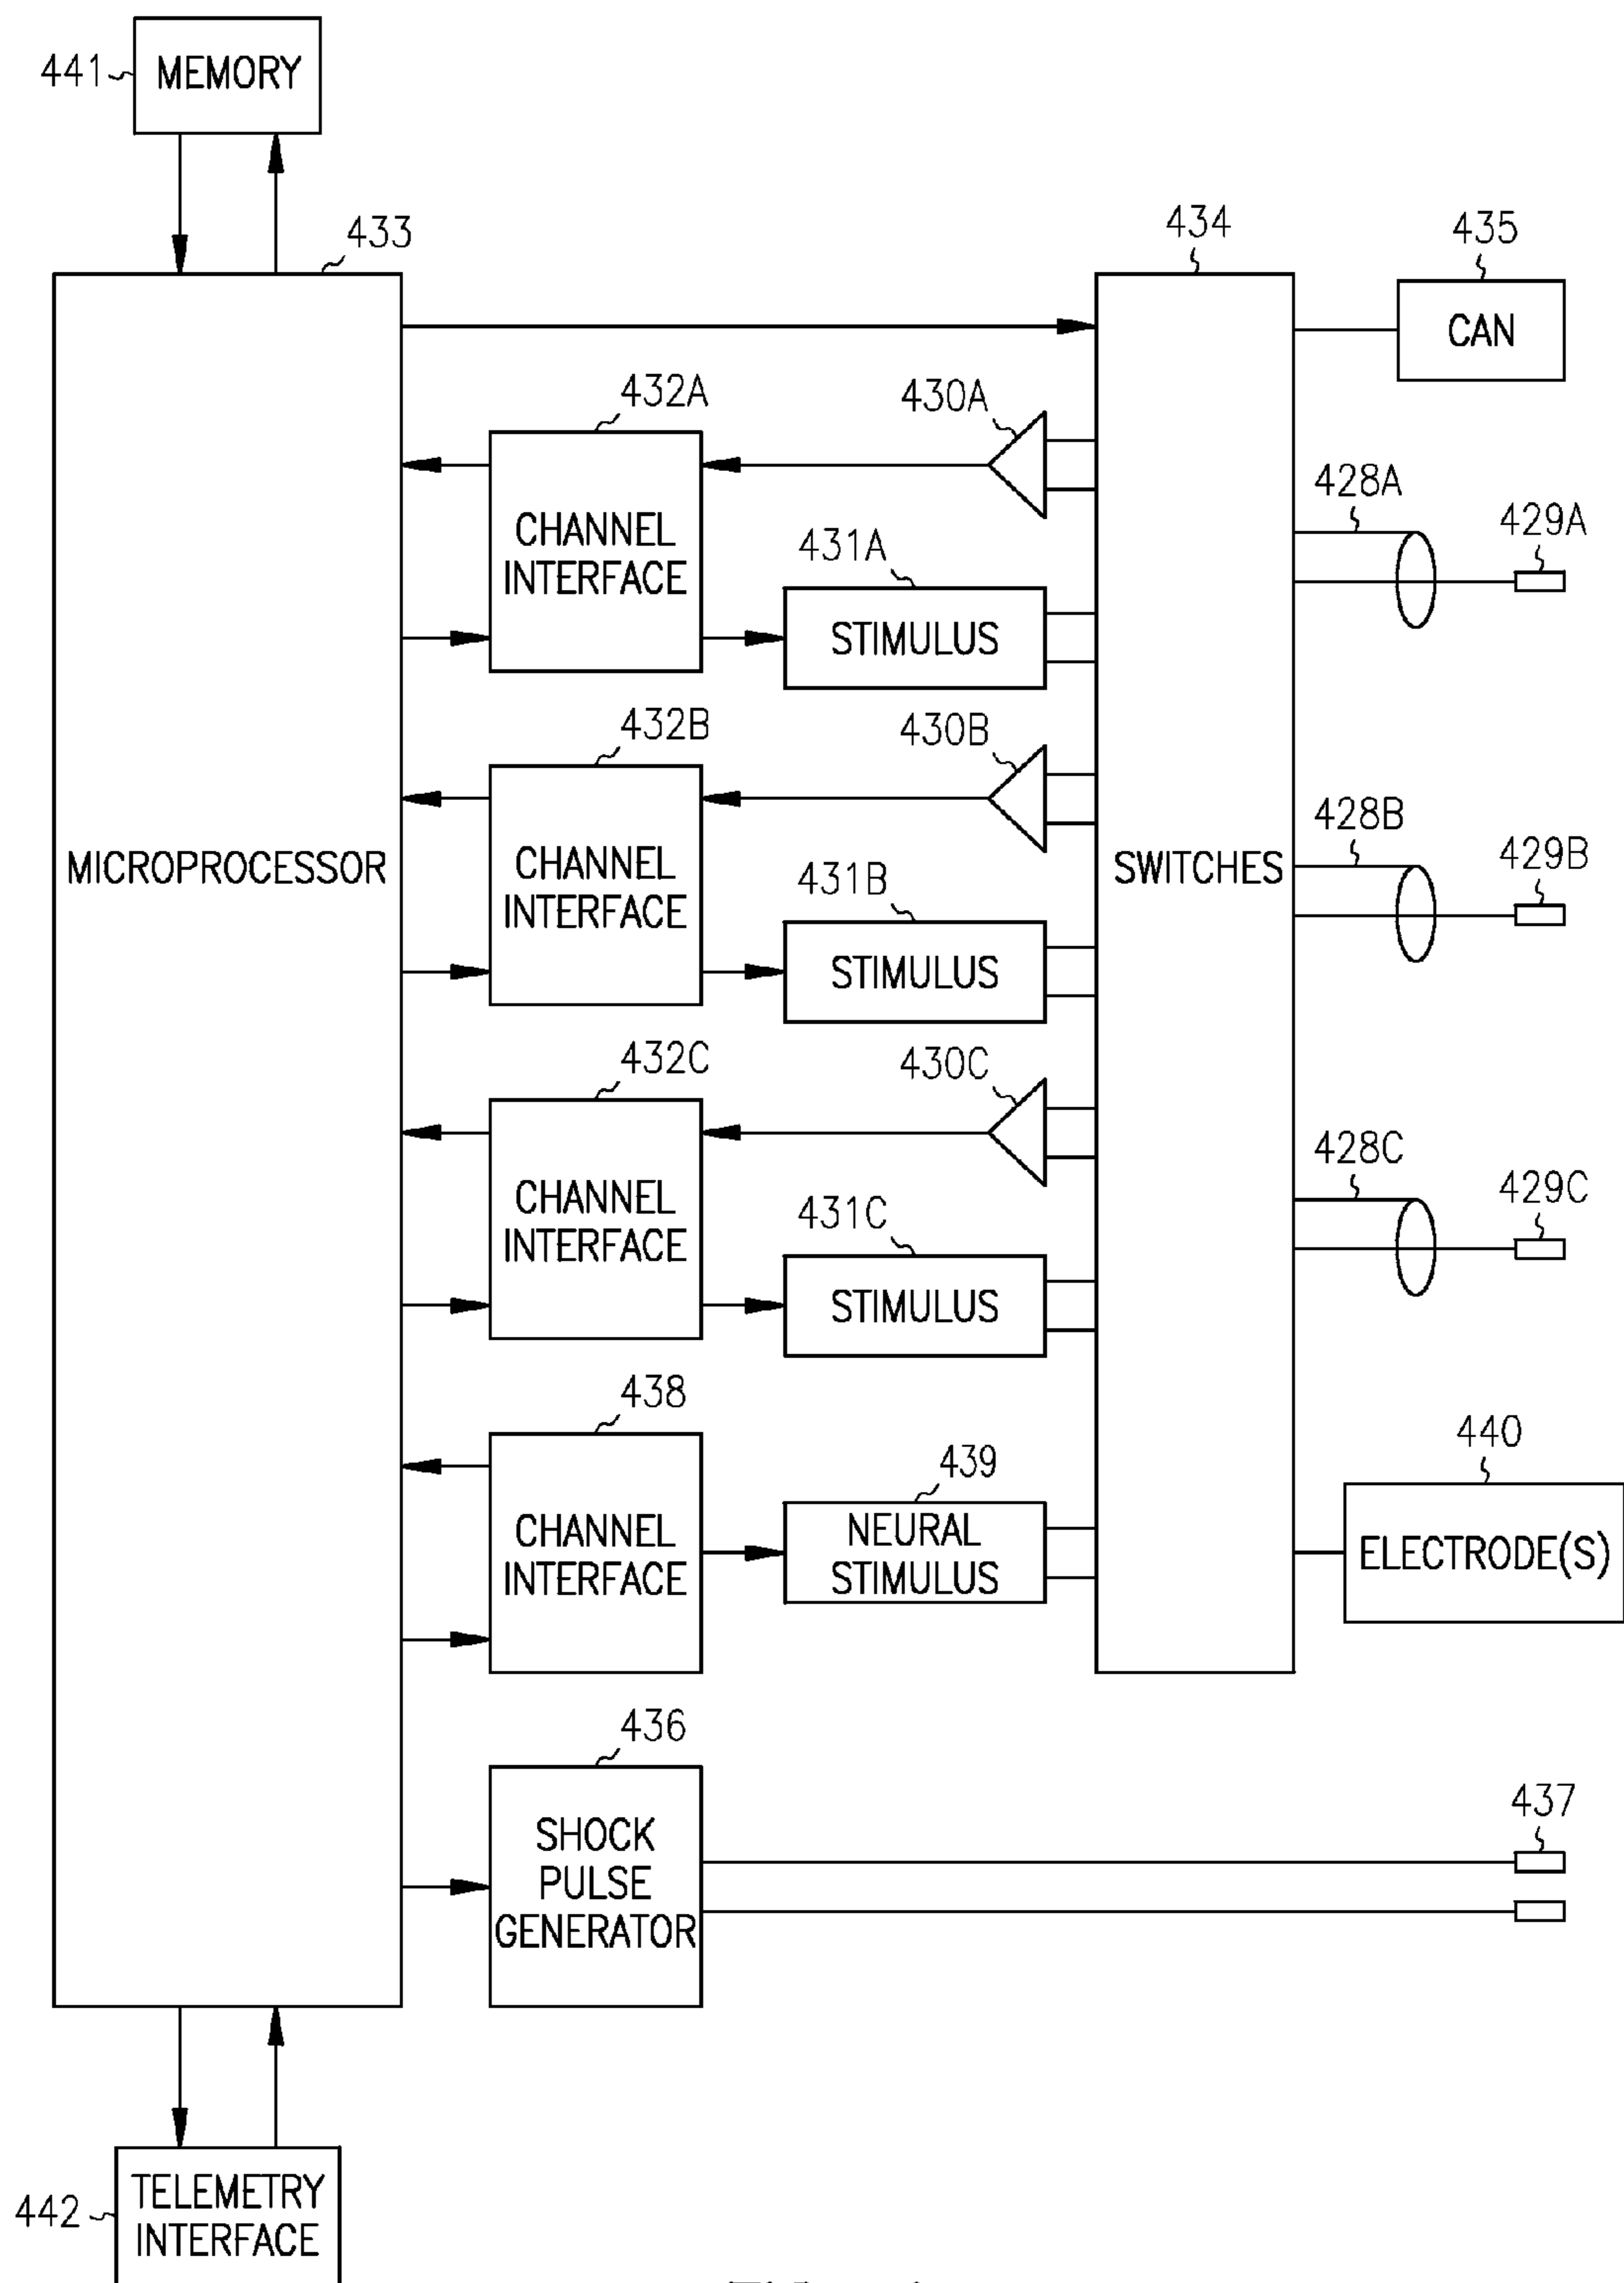 441
MEMORY
433
434
435
CAN
432A
430A
CHANNEL
INTERFACE
428A
429A
431A
STIMULUS
432B
430B
MICROPROCESSOR
CHANNEL
INTERFACE
SWITCHES
428B
429B
431B
STIMULUS
432C
430C
CHANNEL
INTERFACE
428C
429C
431C
STIMULUS
438
439
CHANNEL
INTERFACE
NEURAL
STIMULUS
440
ELECTRODE(S)
436
SHOCK
PULSE
GENERATOR
437
442
TELEMETRY
INTERFACE